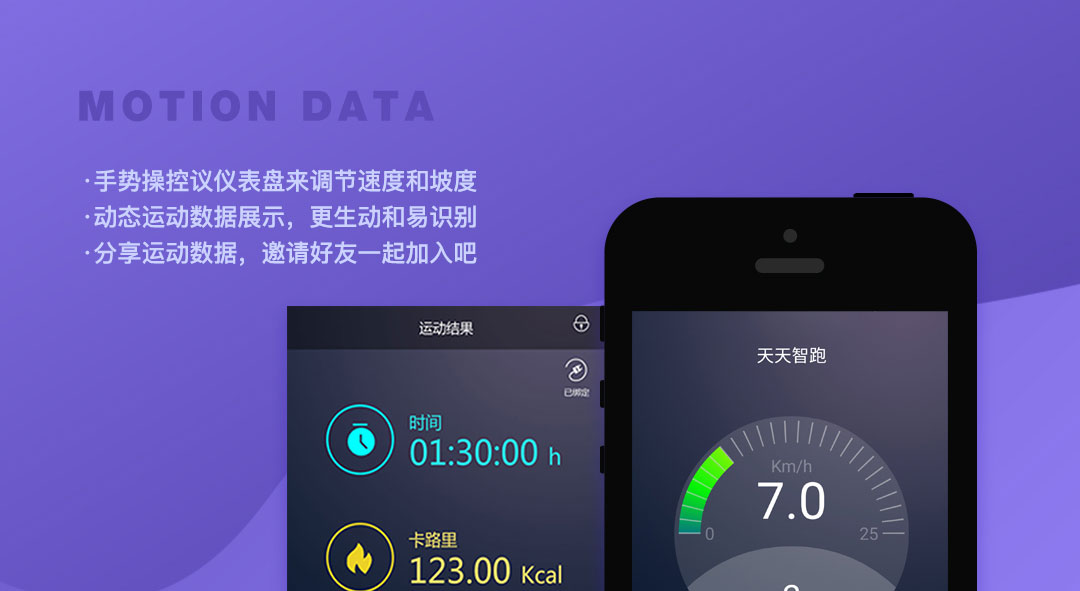 MOTION DATA
·手势操控议仪表盘来调节速度和坡度
·动态运动数据展示，更生动和易识别
·分享运动数据，邀请好友一起加入吧
运动结果
已绑定
时间
01:30:00 h
卡路里
123.00 Kcal
天天智跑
Km/h
7.0
0
25